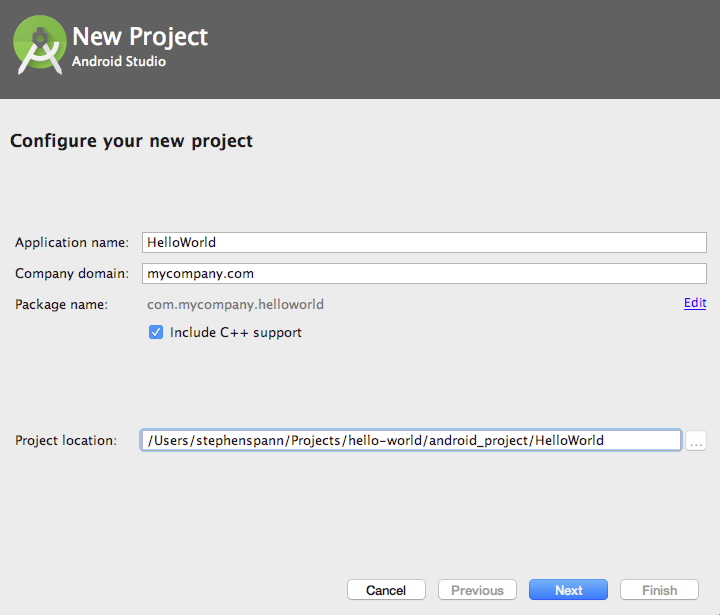 New Project
Android Studio
Configure your new project
Application name: HelloWorld
Company domain: mycompany.com
Package name: com.mycompany.helloworld Edit
Include C++ support
Project location: /Users/stephenspann/Projects/hello-world/android_project/HelloWorld ...
Cancel Previous Next Finish